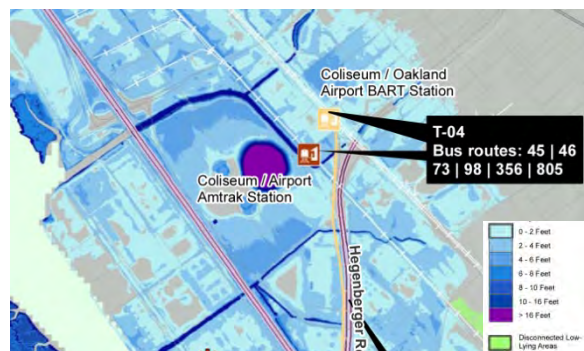 Coliseum / Oakland
Airport BART Station
T-04
Bus routes: 45 | 46
73 | 98 | 356 | 805
Coliseum / Airport
Amtrak Station
Hegenberger
0 - 2 Feet
2 - 4 Feet
4 - 6 Feet
6 - 8 Feet
8 - 10 Feet
10 - 16 Feet
> 16 Feet
Disconnected Low-
Lying Areas